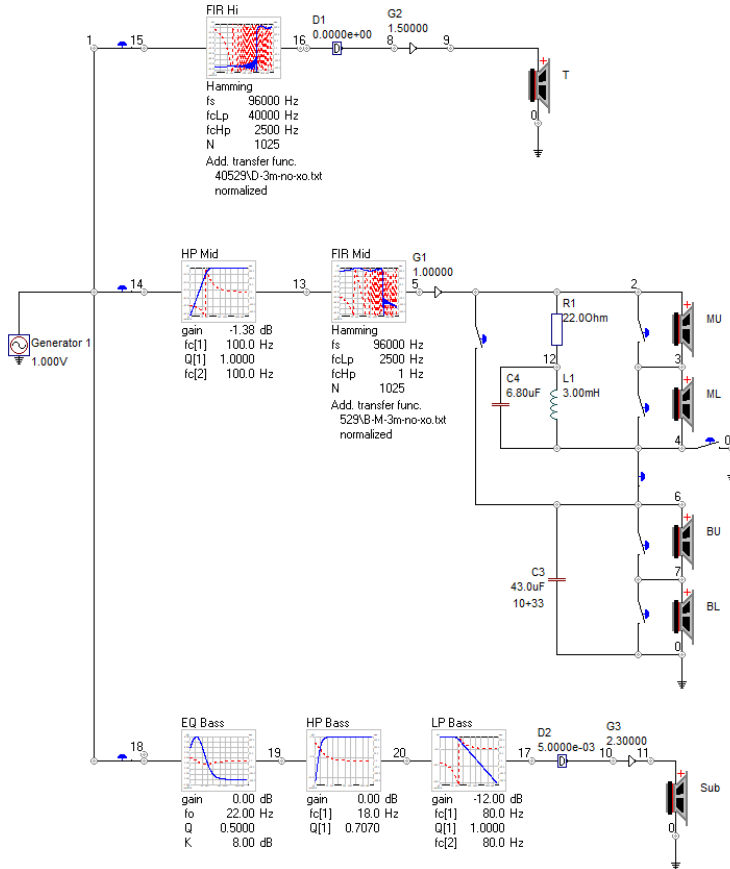 FIR Hi
D1
0.0000e+00
G2
1.50000
1
15
16
8
9
T
0
Hamming
fs 96000 Hz
fcLp 40000 Hz
fcHp 2500 Hz
N 1025
Add. transfer func.
40529\D-3m-no-xo.txt
normalized
HP Mid
FIR Mid
G1
1.00000
14
13
5
2
R1
22.0Ohm
MU
Generator 1
1.000V
gain -1.38 dB
fc[1] 100.0 Hz
Q[1] 1.0000
fc[2] 100.0 Hz
Hamming
fs 96000 Hz
fcLp 2500 Hz
fcHp 1 Hz
N 1025
Add. transfer func.
529\B-M-3m-no-xo.txt
normalized
12
3
C4
6.80uF
L1
3.00mH
ML
4
0
6
BU
C3
43.0uF
10+33
7
BL
0
EQ Bass
HP Bass
LP Bass
D2
5.0000e-03
G3
2.30000
18
19
20
17
10
11
Sub
0
gain 0.00 dB
fo 22.00 Hz
Q 0.5000
K 8.00 dB
gain 0.00 dB
fc[1] 18.0 Hz
Q[1] 0.7070
gain -12.00 dB
fc[1] 80.0 Hz
Q[1] 1.0000
fc[2] 80.0 Hz